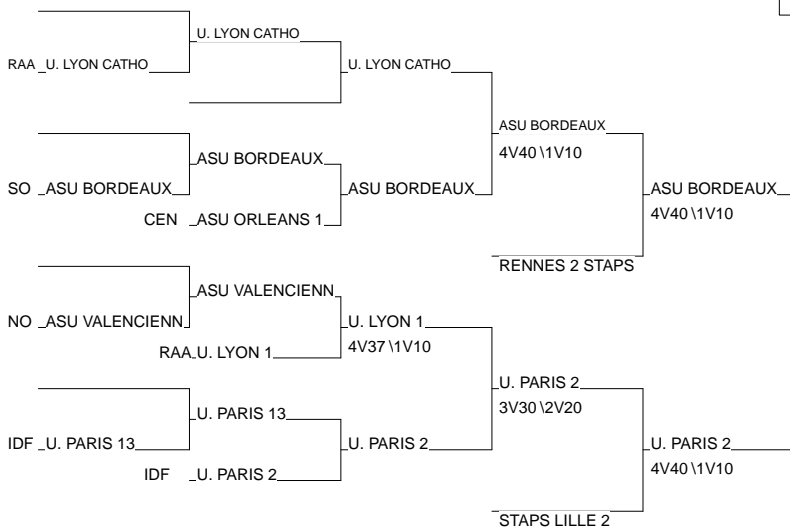 U. LYON CATHO
RAA U. LYON CATHO
U. LYON CATHO
ASU BORDEAUX
4V40 \1V10
ASU BORDEAUX
SO ASU BORDEAUX
ASU BORDEAUX
ASU BORDEAUX
4V40 \1V10
CEN ASU ORLEANS 1
RENNES 2 STAPS
ASU VALENCIENN
NO ASU VALENCIENN
U. LYON 1
4V37 \1V10
RAA U. LYON 1
U. PARIS 2
3V30 \2V20
U. PARIS 13
IDF U. PARIS 13
U. PARIS 2
U. PARIS 2
4V40 \1V10
IDF U. PARIS 2
STAPS LILLE 2